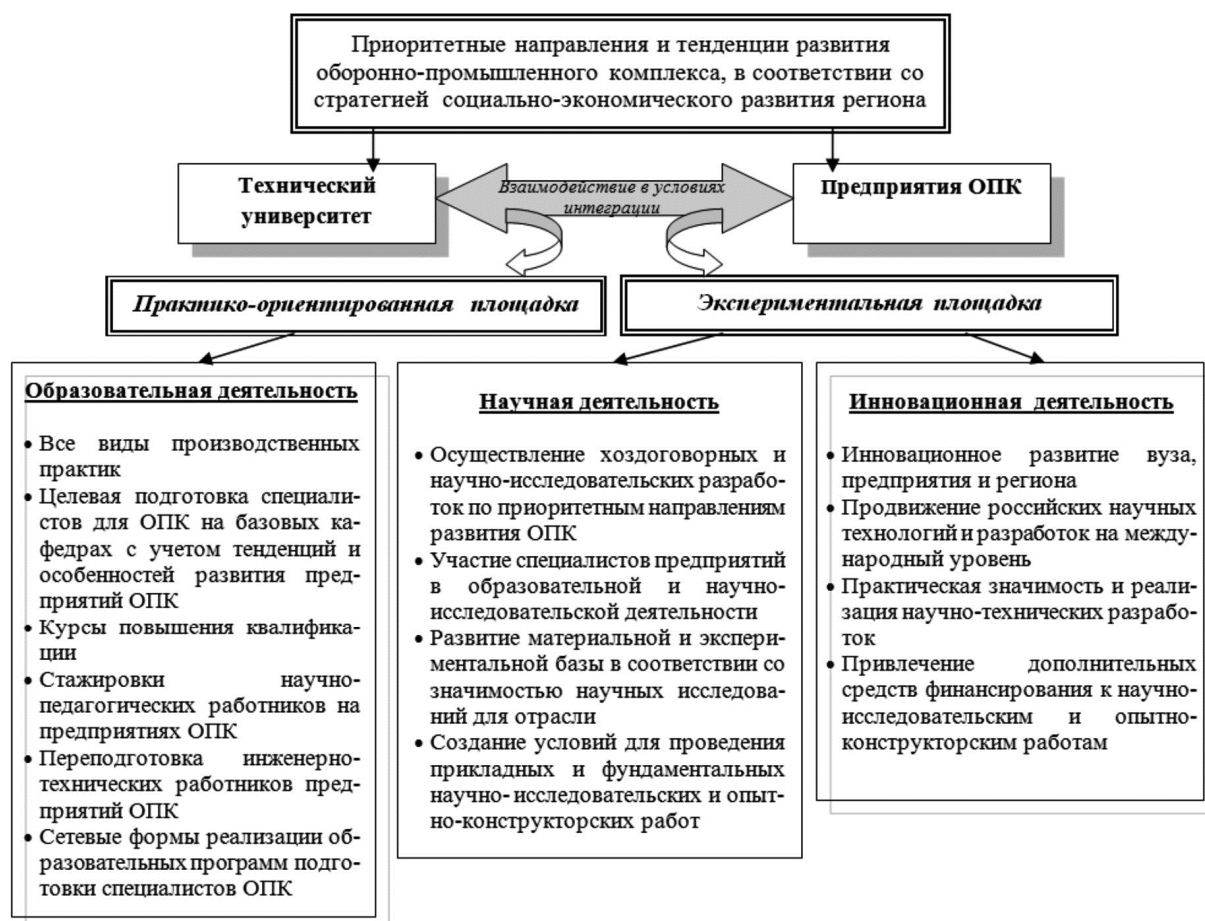 Приоритетные направления и тенденции развития
оборонно-промышленного комплекса, в соответствии со
стратегией социально-экономического развития региона
Технический
университет
Взаимодействие в условиях
интеграции
Предприятия ОПК
Практико-ориентированная площадка
Экспериментальная площадка
Образовательная деятельность
• Все виды производственных
практик
• Целевая подготовка специали-
стов для ОПК на базовых ка-
федрах с учетом тенденций и
особенностей развития пред-
приятий ОПК
• Курсы повышения квалифика-
ции
• Стажировки научно-
педагогических работников на
предприятиях ОПК
• Переподготовка инженерно-
технических работников пред-
приятий ОПК
• Сетевые формы реализации об-
разовательных программ подго-
товки специалистов ОПК
Научная деятельность
• Осуществление хоздоговорных и
научно-исследовательских разрабо-
ток по приоритетным направлениям
развития ОПК
• Участие специалистов предприятий
в образовательной и научно-
исследовательской деятельности
• Развитие материальной и экспери-
ментальной базы в соответствии со
значимостью научных исследова-
ний для отрасли
• Создание условий для проведения
прикладных и фундаментальных
научно- исследовательских и опыт-
но-конструкторских работ
Инновационная деятельность
• Инновационное развитие вуза,
предприятия и региона
• Продвижение российских научных
технологий и разработок на между-
народный уровень
• Практическая значимость и реали-
зация научно-технических разрабо-
ток
• Привлечение дополнительных
средств финансирования к научно-
исследовательским и опытно-
конструкторским работам